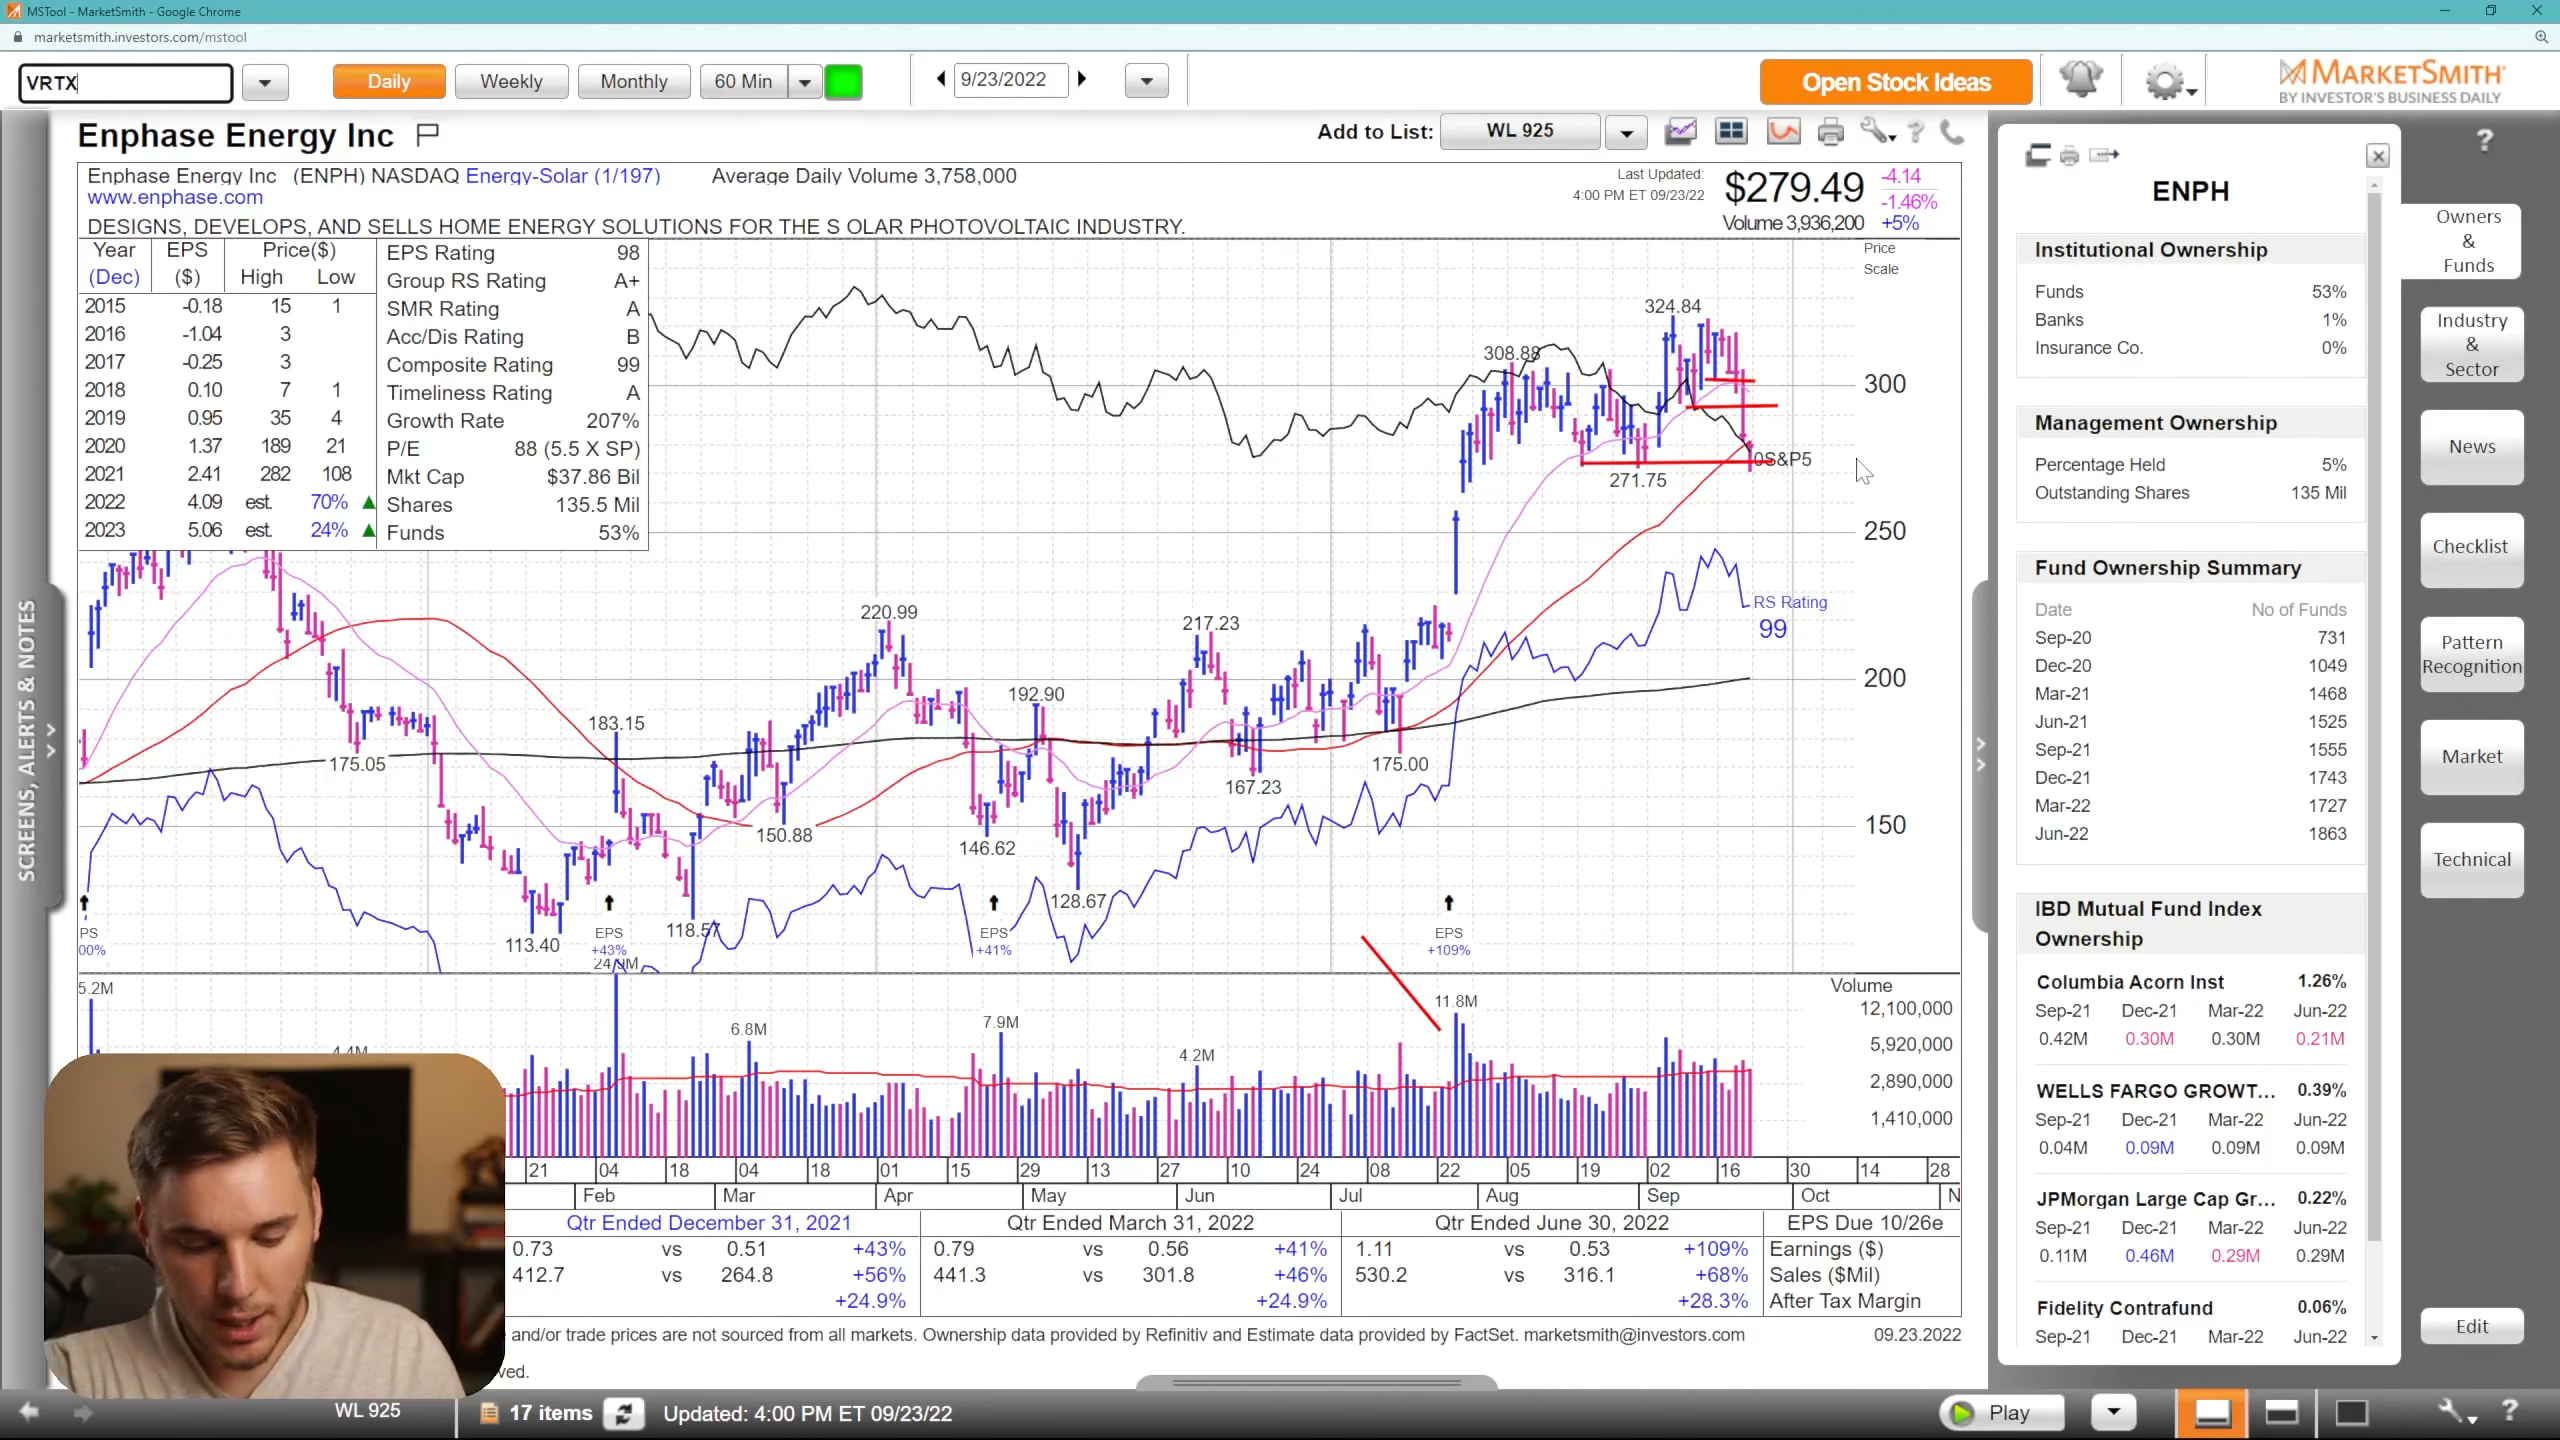 MSTool - MarketSmith - Google Chrome
marketsmith.investors.com/mstool
VRTX
Daily
Weekly
Monthly
60 Min
9/23/2022
Open Stock Ideas
MARKETSMITH
BY INVESTOR'S BUSINESS DAILY
Enphase Energy Inc
Add to List:
WL 925
Enphase Energy Inc (ENPH) NASDAQ Energy-Solar (1/197) Average Daily Volume 3,758,000
www.enphase.com
DESIGNS, DEVELOPS, AND SELLS HOME ENERGY SOLUTIONS FOR THE S OLAR PHOTOVOLTAIC INDUSTRY.
Last Updated:
4:00 PM ET 09/23/22
$279.49
-4.14
-1.46%
Volume 3,936,200 +5%
Year EPS Price($)
(Dec) ($) High Low
2015 -0.18 15 1
2016 -1.04 3
2017 -0.25 3
2018 0.10 7 1
2019 0.95 35 4
2020 1.37 189 21
2021 2.41 282 108
2022 4.09 est. 70%
2023 5.06 est. 24%
EPS Rating 98
Group RS Rating A+
SMR Rating A
Acc/Dis Rating B
Composite Rating 99
Timeliness Rating A
Growth Rate 207%
P/E 88 (5.5 X SP)
Mkt Cap $37.86 Bil
Shares 135.5 Mil
Funds 53%
Price
Scale
324.84
308.88
300
0S&P5
271.75
250
220.99
217.23
RS Rating
99
192.90
200
183.15
175.05
175.00
167.23
150.88
146.62
150
128.67
118.57
113.40
PS
00%
EPS
+43%
EPS
+41%
EPS
+109%
24.9M
5.2M
4.4M
6.8M
7.9M
4.2M
11.8M
Volume
12,100,000
5,920,000
2,890,000
1,410,000
21 04 18 04 18 01 15 29 13 27 10 24 08 22 05 19 02 16 30 14 28
Feb Mar Apr May Jun Jul Aug Sep Oct N
Qtr Ended December 31, 2021
0.73 vs 0.51 +43%
412.7 vs 264.8 +56%
+24.9%
Qtr Ended March 31, 2022
0.79 vs 0.56 +41%
441.3 vs 301.8 +46%
+24.9%
Qtr Ended June 30, 2022
1.11 vs 0.53 +109%
530.2 vs 316.1 +68%
+28.3%
EPS Due 10/26e
Earnings ($)
Sales ($Mil)
After Tax Margin
and/or trade prices are not sourced from all markets. Ownership data provided by Refinitiv and Estimate data provided by FactSet. marketsmith@investors.com
09.23.2022
ved.
SCREENS, ALERTS & NOTES
ENPH
Institutional Ownership
Funds 53%
Banks 1%
Insurance Co. 0%
Management Ownership
Percentage Held 5%
Outstanding Shares 135 Mil
Fund Ownership Summary
Date No of Funds
Sep-20 731
Dec-20 1049
Mar-21 1468
Jun-21 1525
Sep-21 1555
Dec-21 1743
Mar-22 1727
Jun-22 1863
IBD Mutual Fund Index
Ownership
Columbia Acorn Inst 1.26%
Sep-21 Dec-21 Mar-22 Jun-22
0.42M 0.30M 0.30M 0.21M
WELLS FARGO GROWT... 0.39%
Sep-21 Dec-21 Mar-22 Jun-22
0.04M 0.09M 0.09M 0.09M
JPMorgan Large Cap Gr... 0.22%
Sep-21 Dec-21 Mar-22 Jun-22
0.11M 0.46M 0.29M 0.29M
Fidelity Contrafund 0.06%
Sep-21 Dec-21 Mar-22 Jun-22
?
Owners
&
Funds
Industry
&
Sector
News
Checklist
Pattern
Recognition
Market
Technical
Edit
WL 925
17 items
Updated: 4:00 PM ET 09/23/22
Play
?